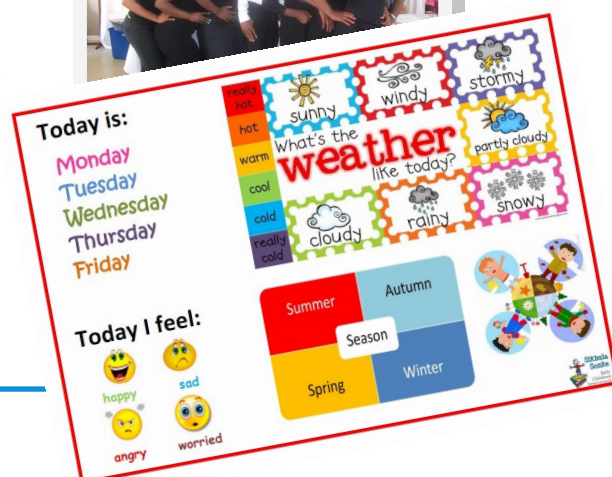 Today is:
Monday
Tuesday
Wednesday
Thursday
Friday
really
hot
hot
warm
cool
cold
really
cold
sunny
windy
stormy
What's the
weather
like today?
partly cloudy
cloudy
rainy
snowy
Today I feel:
happy
sad
angry
worried
Summer
Autumn
Season
Spring
Winter
Sikhula
Sonke